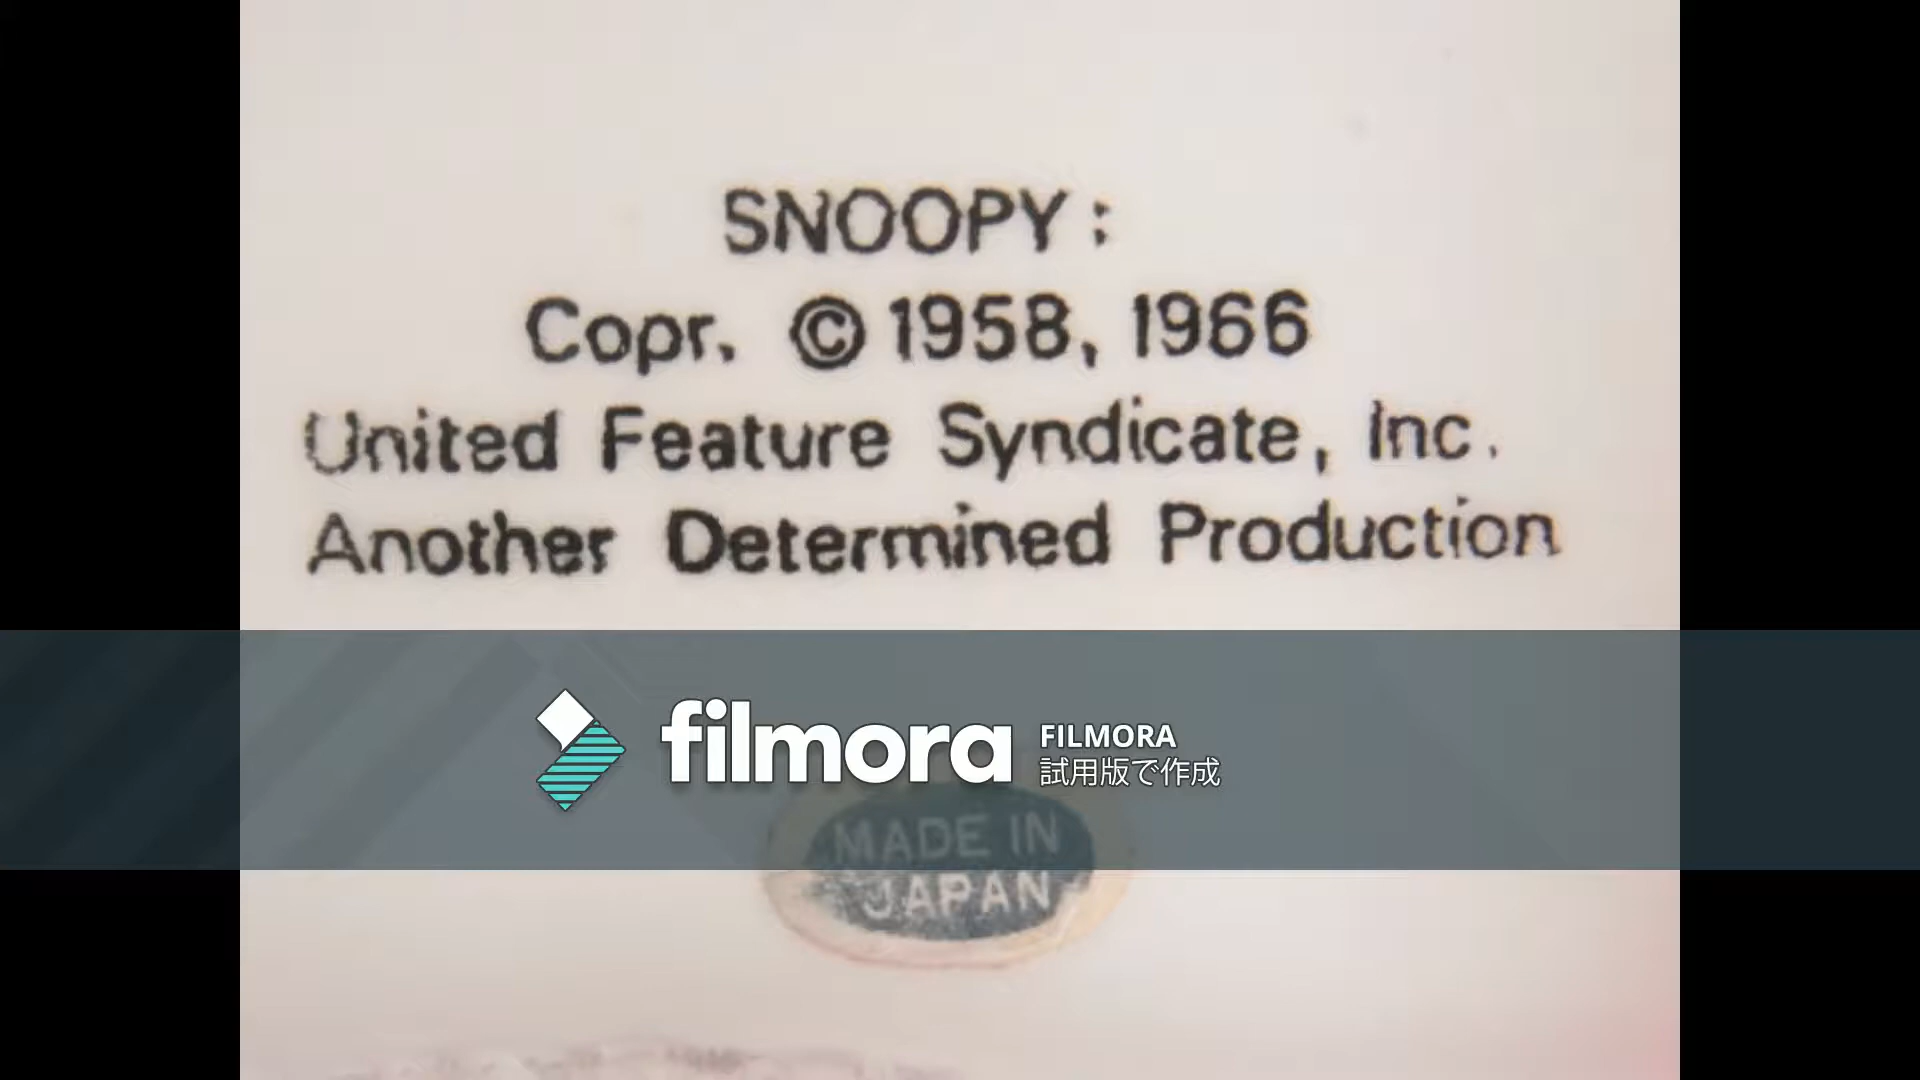 SNOOPY :
Copr. © 1958, 1966
United Feature Syndicate, Inc.
Another Determined Production
filmora
FILMORA
試用版で作成
MADE IN
JAPAN